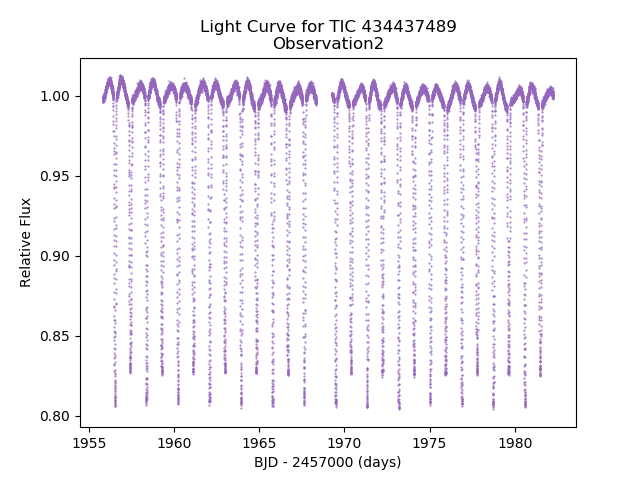 Light Curve for TIC 434437489
Observation2
Relative Flux
1.00
0.95
0.90
0.85
0.80
1955
1960
1965
1970
1975
1980
BJD - 2457000 (days)